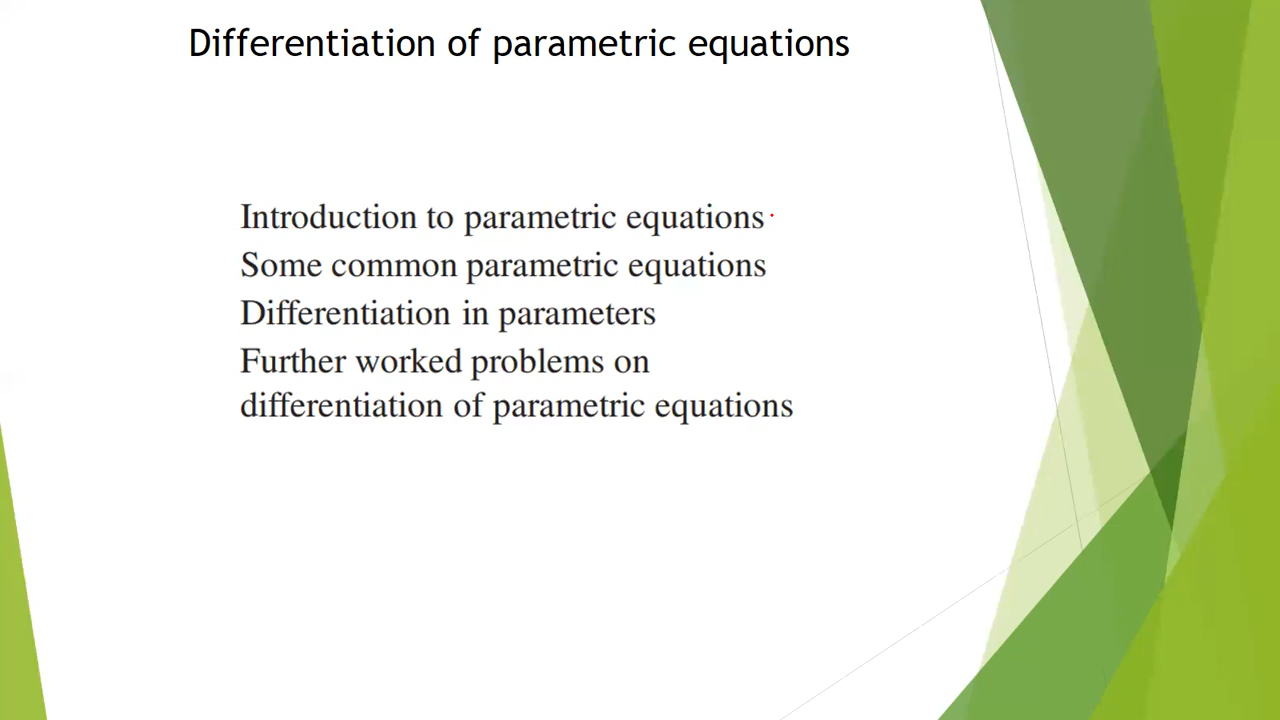 Differentiation of parametric equations
Introduction to parametric equations
Some common parametric equations
Differentiation in parameters
Further worked problems on
differentiation of parametric equations